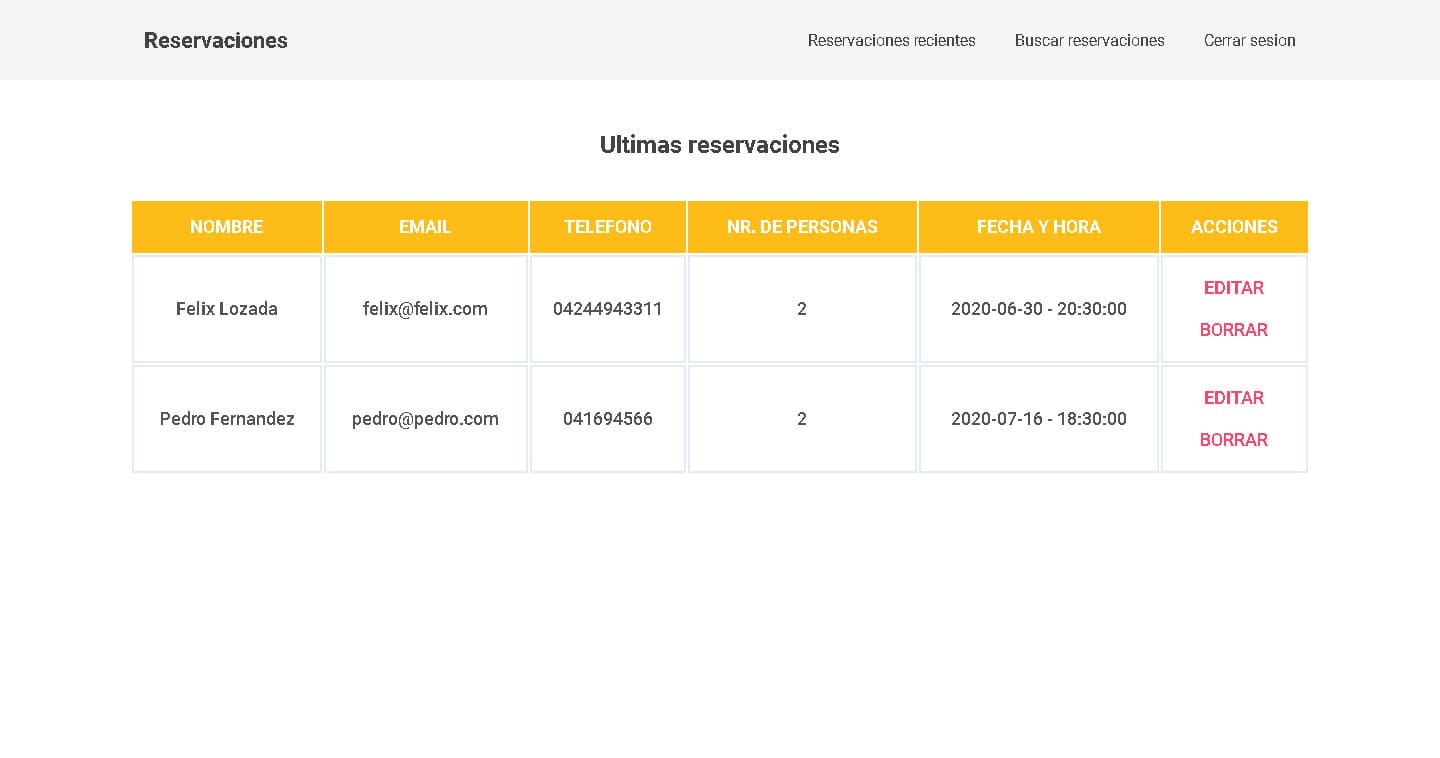 Reservaciones Reservaciones recientes Buscar reservaciones Cerrar sesion
Ultimas reservaciones
NOMBRE EMAIL TELEFONO NR. DE PERSONAS FECHA Y HORA ACCIONES
Felix Lozada felix@felix.com 04244943311 2 2020-06-30 - 20:30:00 EDITAR
BORRAR
Pedro Fernandez pedro@pedro.com 041694566 2 2020-07-16 - 18:30:00 EDITAR
BORRAR